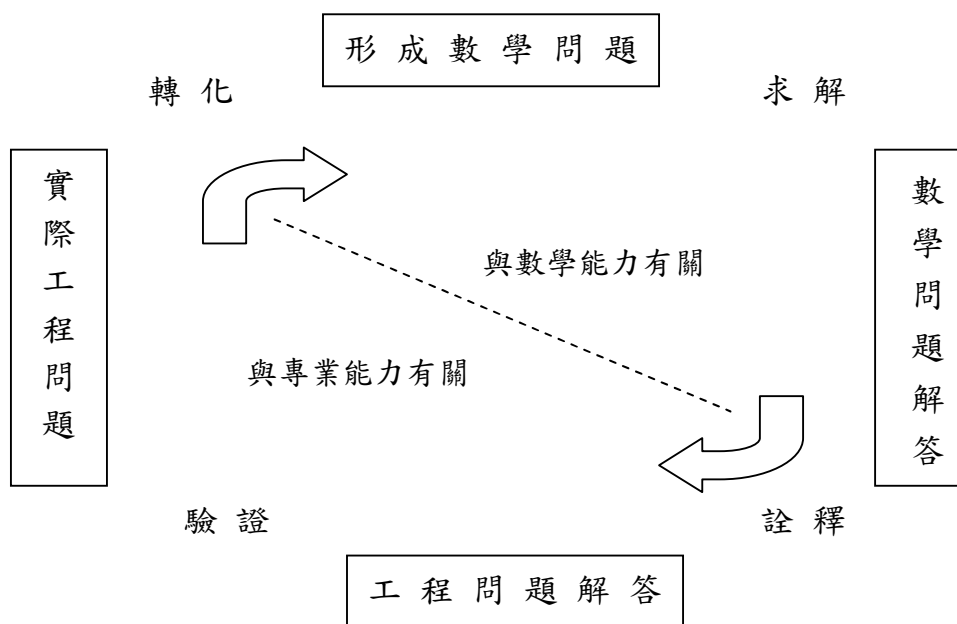 形成數學問題
轉化
求解
實際工程問題
數學問題解答
與數學能力有關
與專業能力有關
驗證
詮釋
工程問題解答